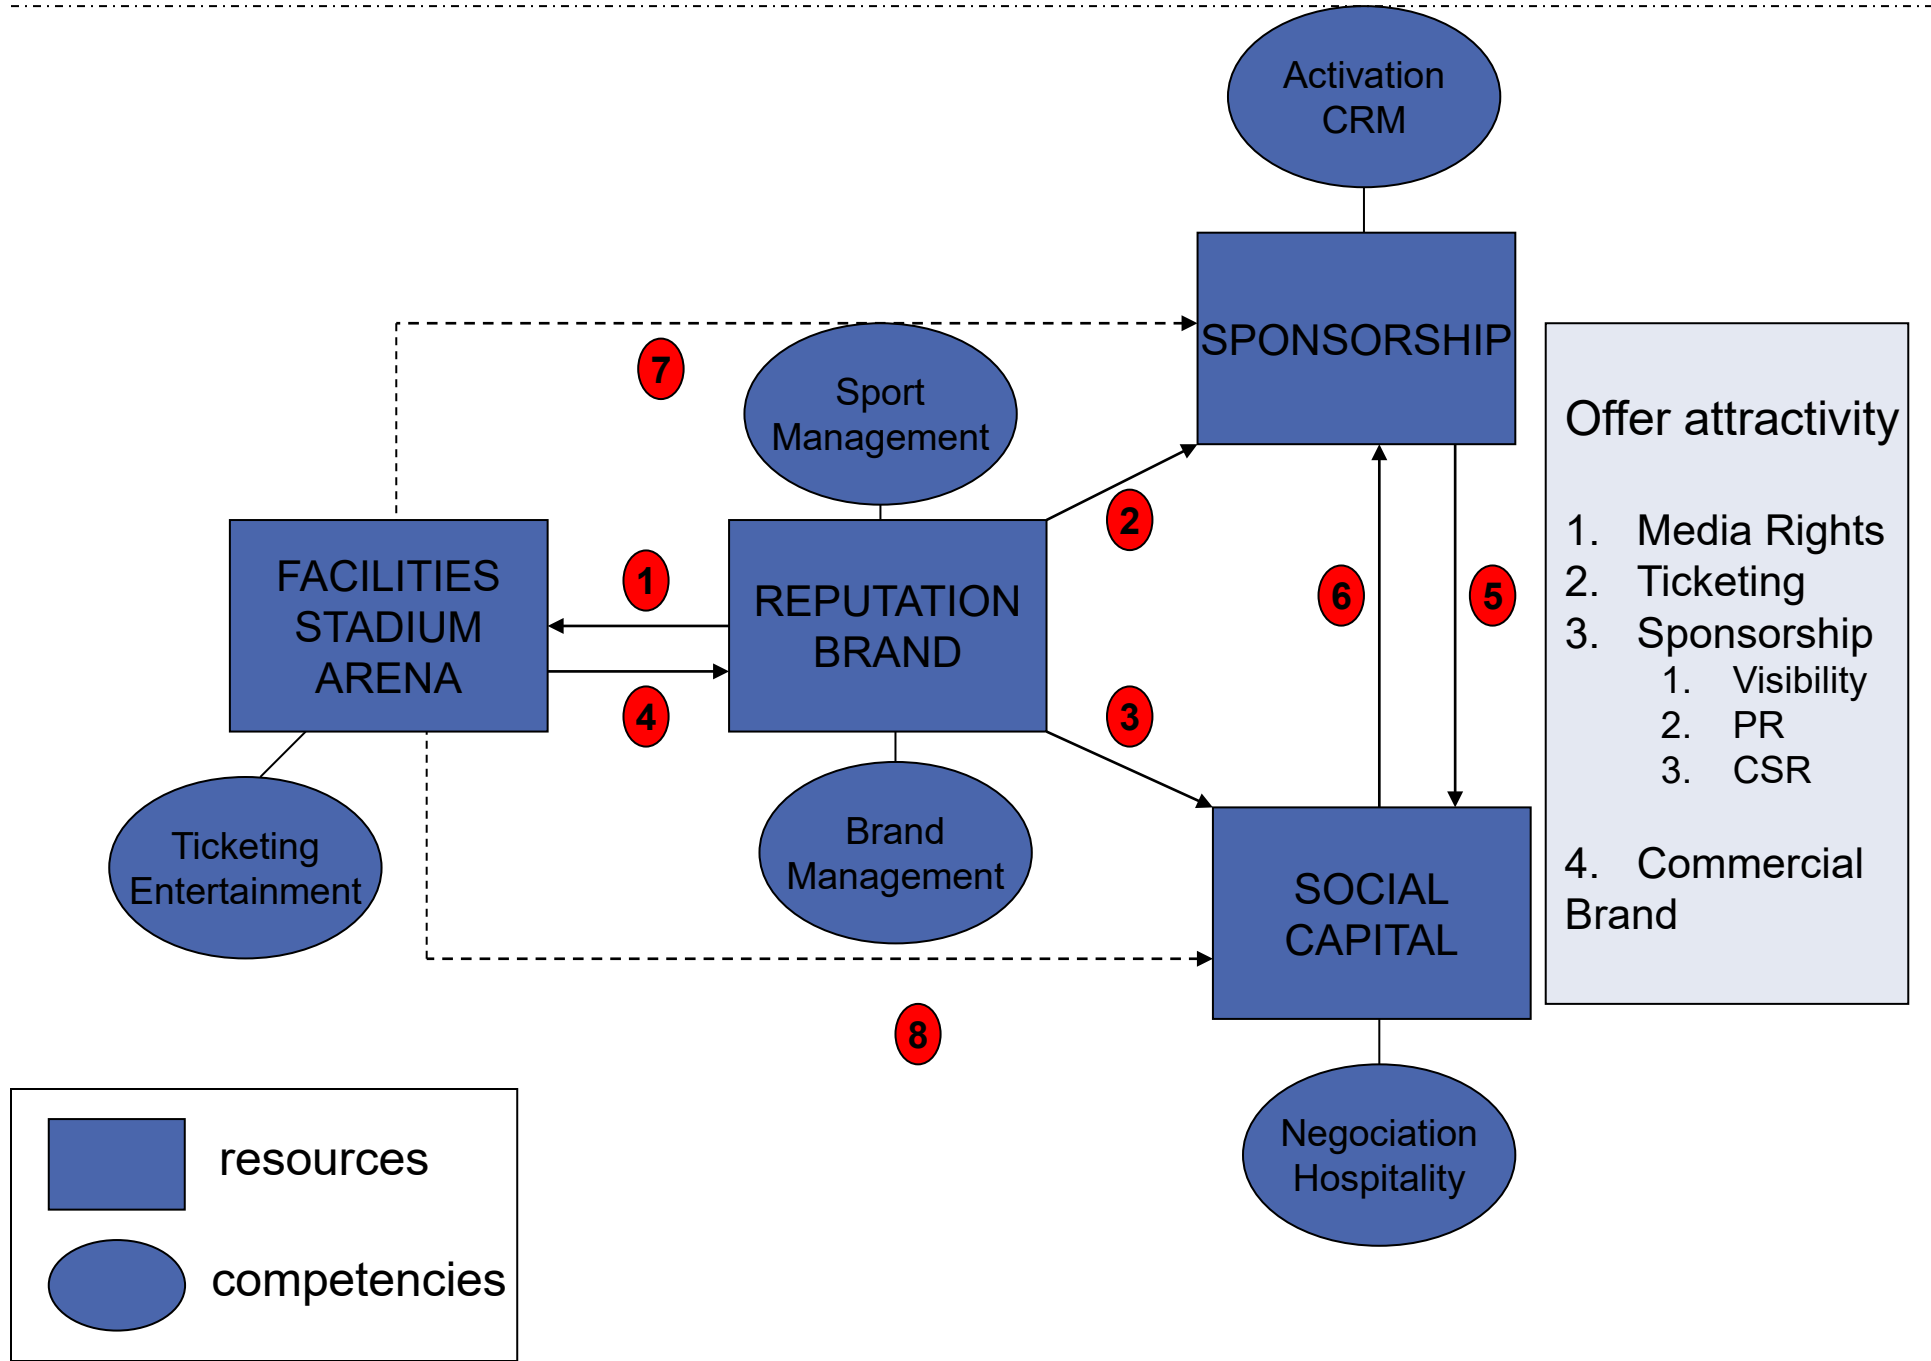 Activation
CRM
SPONSORSHIP
7
Sport
Management
2
FACILITIES
STADIUM
ARENA
1
4
REPUTATION
BRAND
6
5
3
Ticketing
Entertainment
Brand
Management
SOCIAL
CAPITAL
8
Negociation
Hospitality
Offer attractivity
1. Media Rights
2. Ticketing
3. Sponsorship
1. Visibility
2. PR
3. CSR
4. Commercial
Brand
resources
competencies